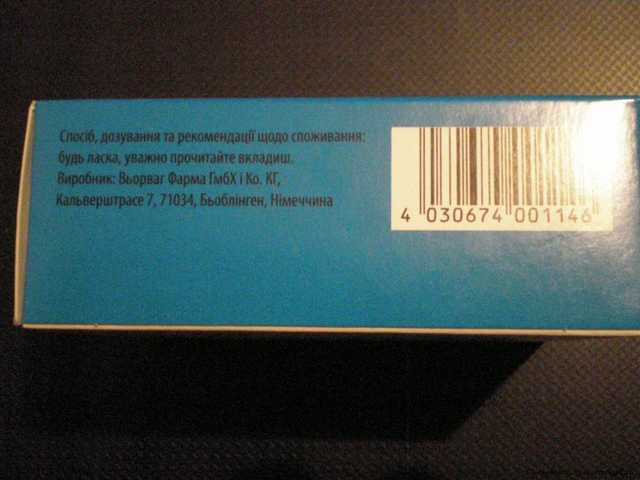 Спосіб, дозування та рекомендації щодо споживання:
будь ласка, уважно прочитайте вкладиш.
Виробник: Вьорваг Фарма ГмбХ і Ко. КГ,
Кальверштрасе 7, 71034, Бьоблінген, Німеччина
4 030674 001146